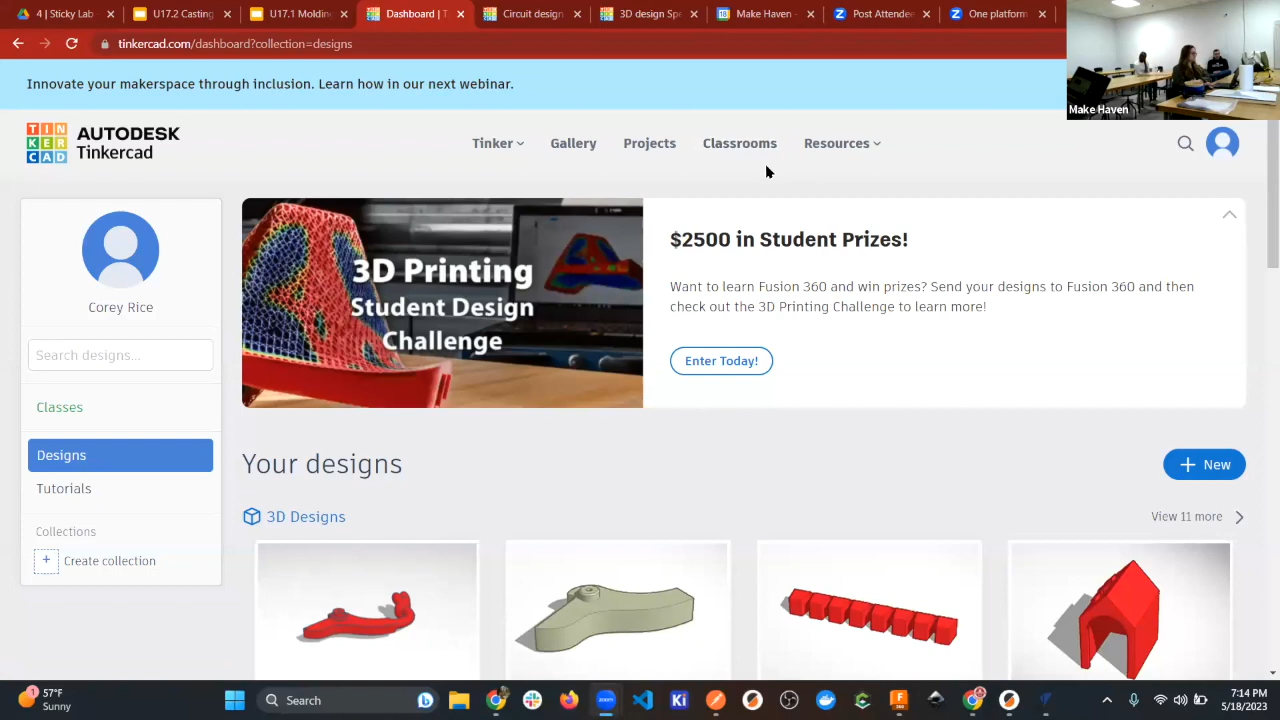 4 | Sticky Lab
U17.2 Casting
U17.1 Molding
Dashboard | T
Circuit design
3D design Spe
Make Haven -
Post Attende
One platform
tinkercad.com/dashboard?collection=designs
Innovate your makerspace through inclusion. Learn how in our next webinar.
Make Haven
TINKERCAD
AUTODESK
Tinkercad
Tinker
Gallery
Projects
Classrooms
Resources
Corey Rice
Search designs...
Classes
Designs
Tutorials
Collections
+ Create collection
3D Printing
Student Design
Challenge
$2500 in Student Prizes!
Want to learn Fusion 360 and win prizes? Send your designs to Fusion 360 and then
check out the 3D Printing Challenge to learn more!
Enter Today!
Your designs
+ New
3D Designs
View 11 more
1
57°F
Sunny
Search
zoom
Ki
7:14 PM
5/18/2023